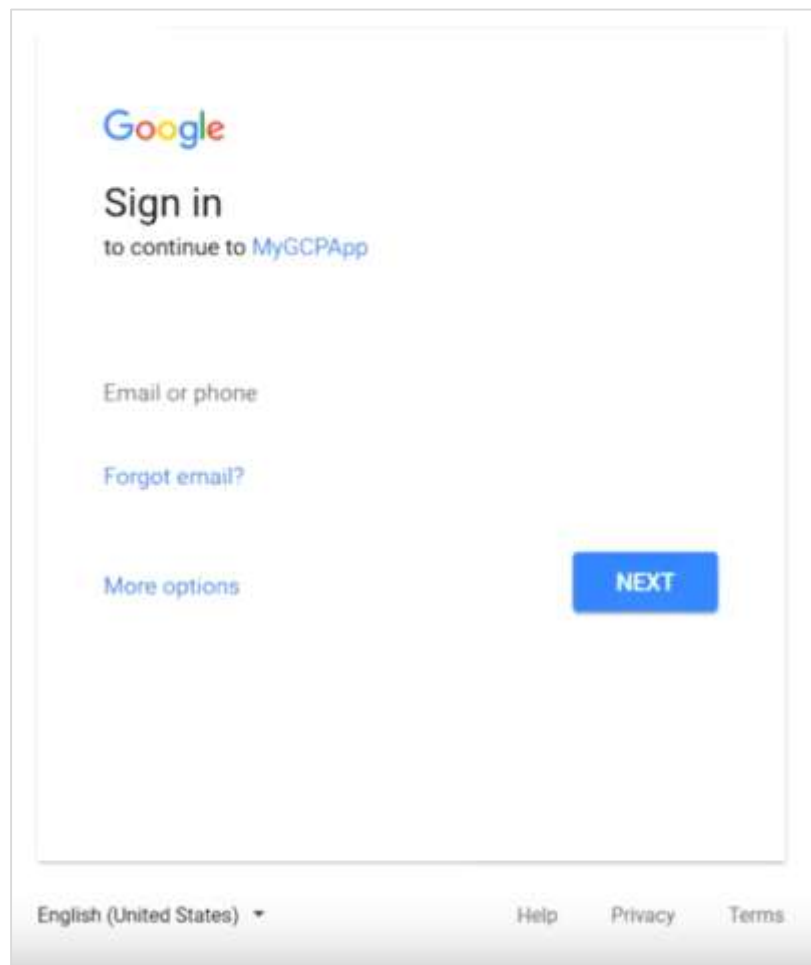 Google
Sign in
to continue to MyGCPApp
Email or phone
Forgot email?
More options
NEXT
English (United States)
Help Privacy Terms